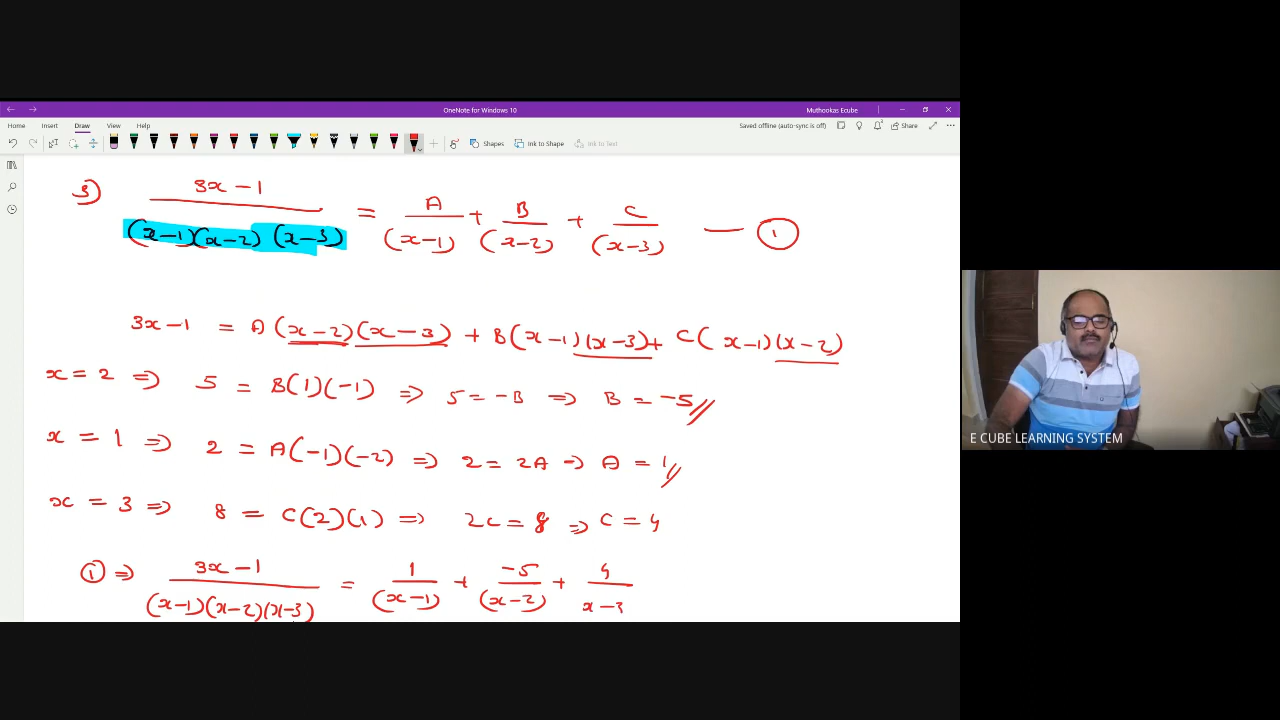 OneNote for Windows 10
Muthookas Ecube
Home Insert Draw View Help
Saved offline (auto-sync is off) Share
Shapes Ink to Shape Ink to Text
3) 3x-1 / (x-1)(x-2)(x-3) = A/(x-1) + B/(x-2) + C/(x-3) — ①
3x-1 = A(x-2)(x-3) + B(x-1)(x-3) + C(x-1)(x-2)
x = 2 ⇒ 5 = B(1)(-1) ⇒ 5 = -B ⇒ B = -5//
x = 1 ⇒ 2 = A(-1)(-2) ⇒ 2 = 2A ⇒ A = 1//
x = 3 ⇒ 8 = C(2)(1) ⇒ 2C = 8 ⇒ C = 4
① ⇒ 3x-1 / (x-1)(x-2)(x-3) = 1/(x-1) + -5/(x-2) + 4/x-3
E CUBE LEARNING SYSTEM